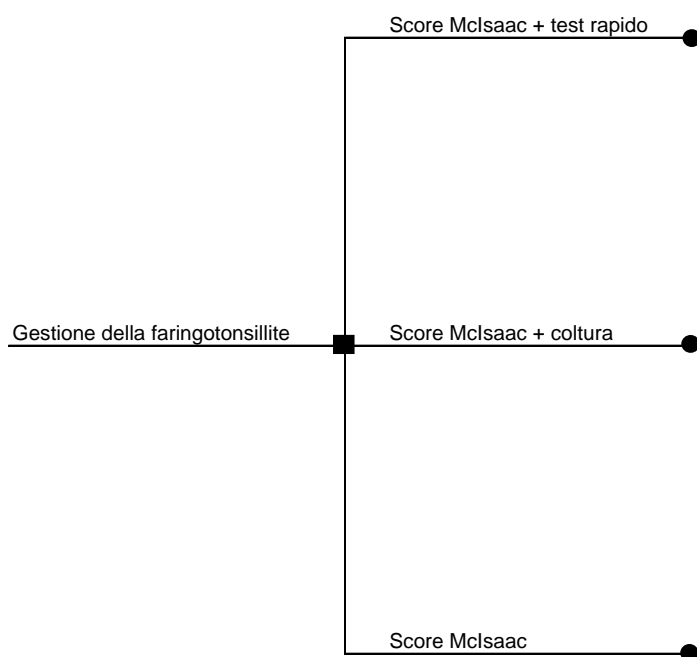 Score McIsaac + test rapido
Gestione della faringotonsillite
Score McIsaac + coltura
Score McIsaac